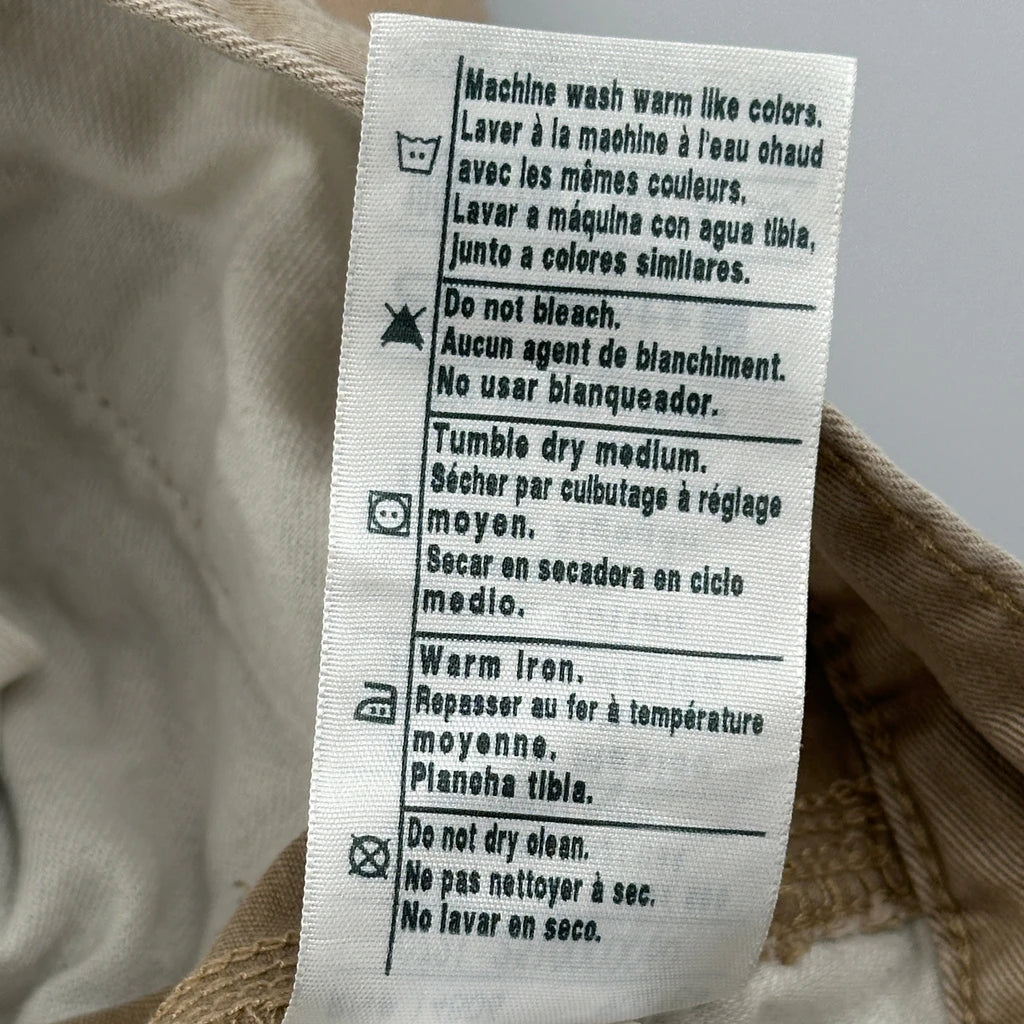 Machine wash warm like colors.
Laver à la machine à l'eau chaud
avec les mêmes couleurs.
Lavar a máquina con agua tibia,
junto a colores similares.
Do not bleach.
Aucun agent de blanchiment.
No usar blanqueador.
Tumble dry medium.
Sécher par culbutage à réglage
moyen.
Secar en secadora en ciclo
medio.
Warm Iron.
Repasser au fer à température
moyenne.
Plancha tibia.
Do not dry clean.
Ne pas nettoyer à sec.
No lavar en seco.